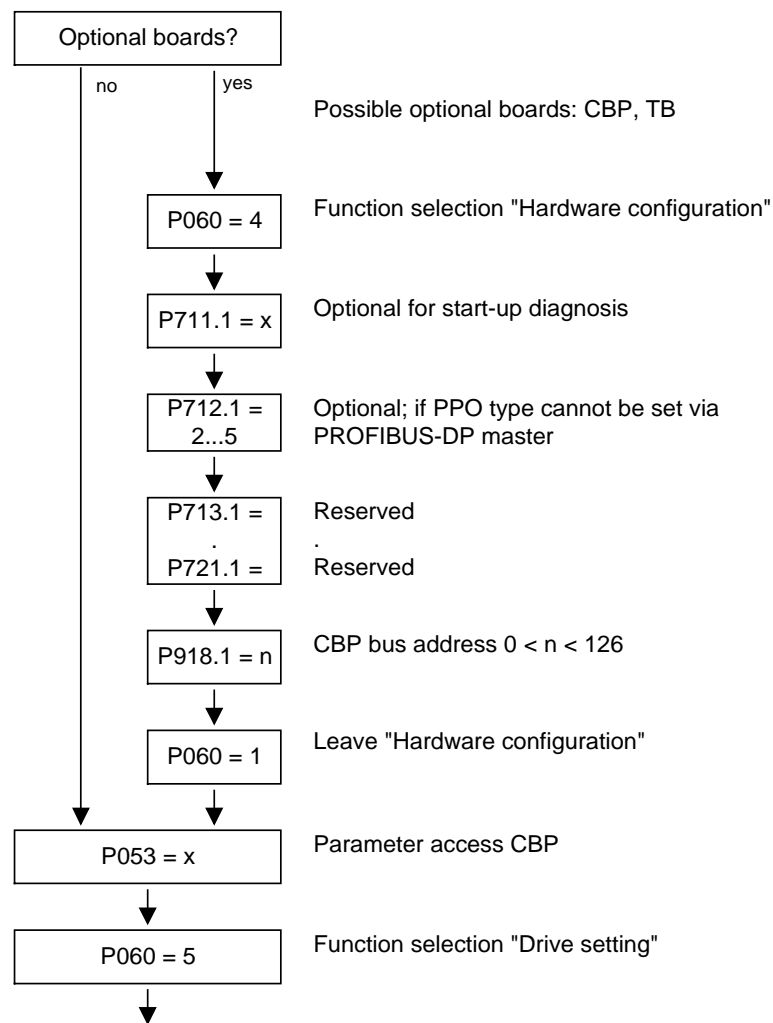 Optional boards?
no
yes
Possible optional boards: CBP, TB
P060 = 4
Function selection "Hardware configuration"
P711.1 = x
Optional for start-up diagnosis
P712.1 =
2...5
Optional; if PPO type cannot be set via
PROFIBUS-DP master
P713.1 =
.
P721.1 =
Reserved
.
Reserved
P918.1 = n
CBP bus address 0 < n < 126
P060 = 1
Leave "Hardware configuration"
P053 = x
Parameter access CBP
P060 = 5
Function selection "Drive setting"